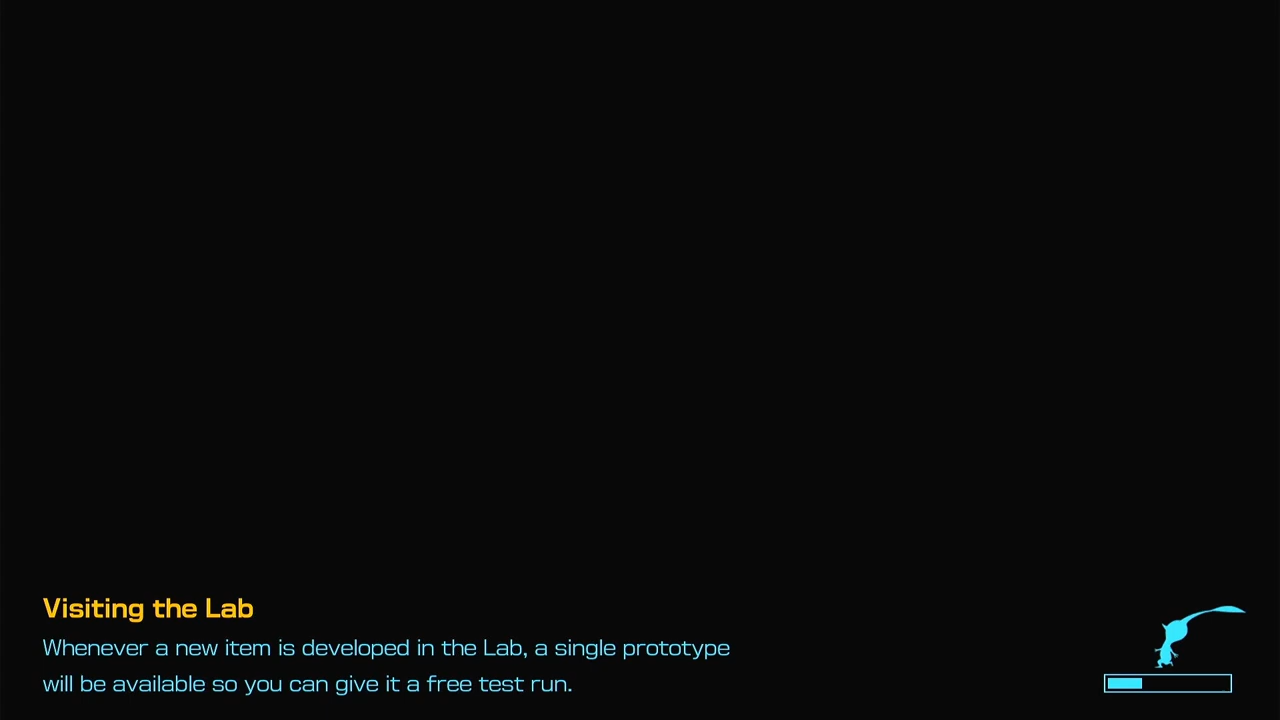 Visiting the Lab
Whenever a new item is developed in the Lab, a single prototype
will be available so you can give it a free test run.